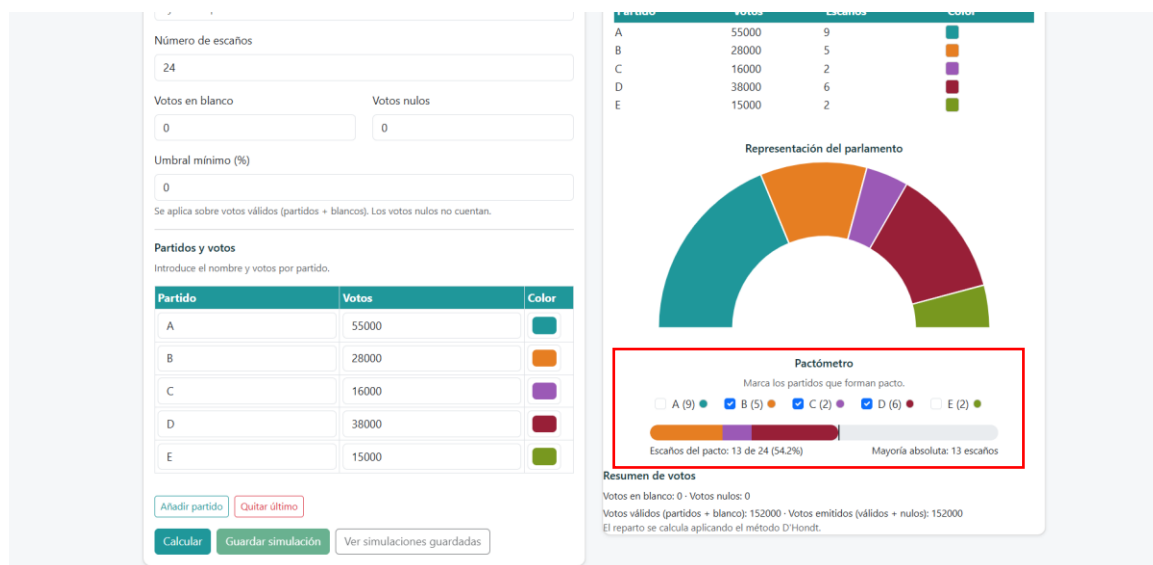 Número de escaños
24
Votos en blanco Votos nulos
0 0
Umbral mínimo (%)
0
Se aplica sobre votos válidos (partidos + blancos). Los votos nulos no cuentan.
Partidos y votos
Introduce el nombre y votos por partido.
Partido Votos Color
A 55000
B 28000
C 16000
D 38000
E 15000
Añadir partido Quitar último
Calcular Guardar simulación Ver simulaciones guardadas
Partido Votos Escaños Color
A 55000 9
B 28000 5
C 16000 2
D 38000 6
E 15000 2
Representación del parlamento
Pactómetro
Marca los partidos que forman pacto.
A (9) B (5) C (2) D (6) E (2)
Escaños del pacto: 13 de 24 (54.2%) Mayoría absoluta: 13 escaños
Resumen de votos
Votos en blanco: 0 · Votos nulos: 0
Votos válidos (partidos + blanco): 152000 · Votos emitidos (válidos + nulos): 152000
El reparto se calcula aplicando el método D'Hondt.